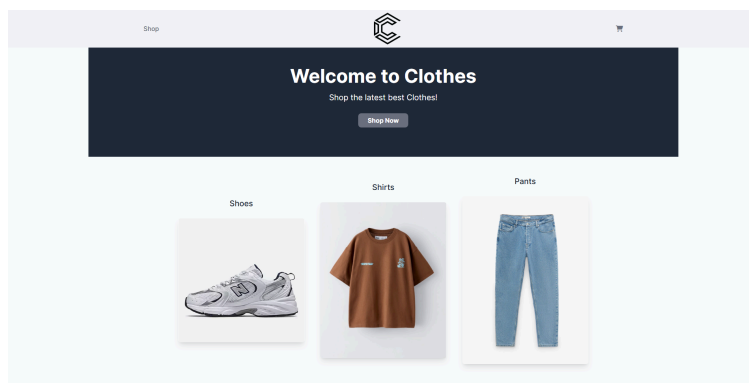 Shop
Welcome to Clothes
Shop the latest best Clothes!
Shop Now
Shoes
Shirts
Pants
N